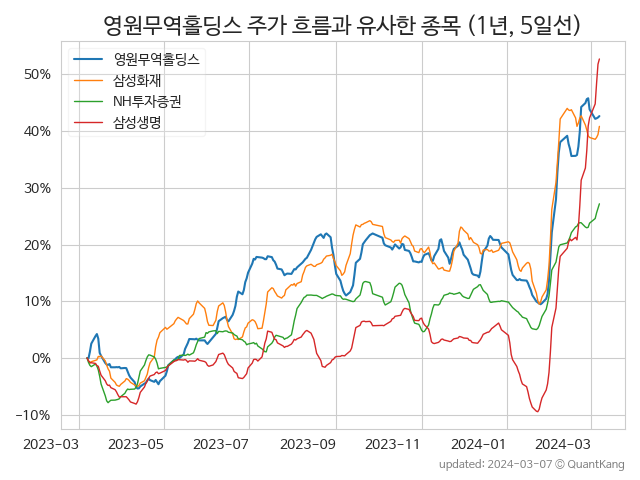 영원무역홀딩스 주가 흐름과 유사한 종목 (1년, 5일선)
영원무역홀딩스
삼성화재
NH투자증권
삼성생명
50%
40%
30%
20%
10%
0%
−10%
2023-03 2023-05 2023-07 2023-09 2023-11 2024-01 2024-03
updated: 2024-03-07 © QuantKang